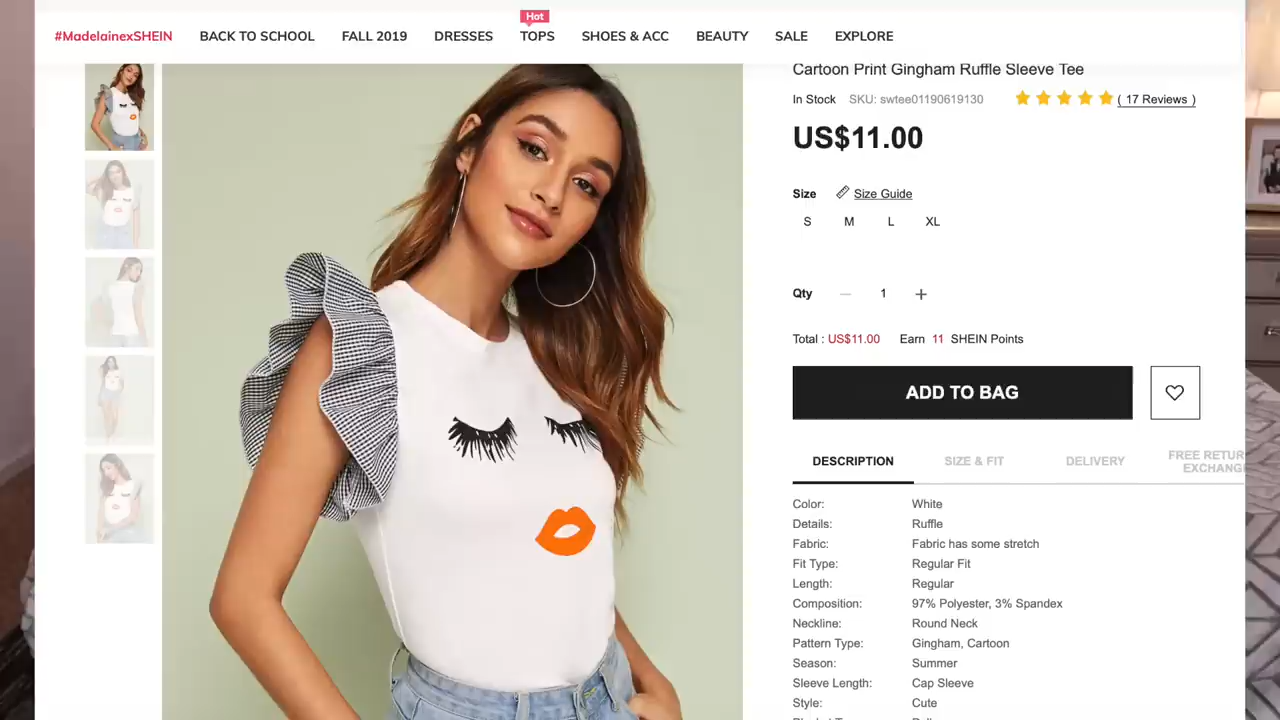 Hot
#MadelainexSHEIN BACK TO SCHOOL FALL 2019 DRESSES TOPS SHOES & ACC BEAUTY SALE EXPLORE
Cartoon Print Gingham Ruffle Sleeve Tee
In Stock SKU: swtee01190619130 ( 17 Reviews )
US$11.00
Size Size Guide
S M L XL
Qty 1 +
Total : US$11.00 Earn 11 SHEIN Points
ADD TO BAG
DESCRIPTION SIZE & FIT DELIVERY FREE RETUR
EXCHANG
Color: White
Details: Ruffle
Fabric: Fabric has some stretch
Fit Type: Regular Fit
Length: Regular
Composition: 97% Polyester, 3% Spandex
Neckline: Round Neck
Pattern Type: Gingham, Cartoon
Season: Summer
Sleeve Length: Cap Sleeve
Style: Cute